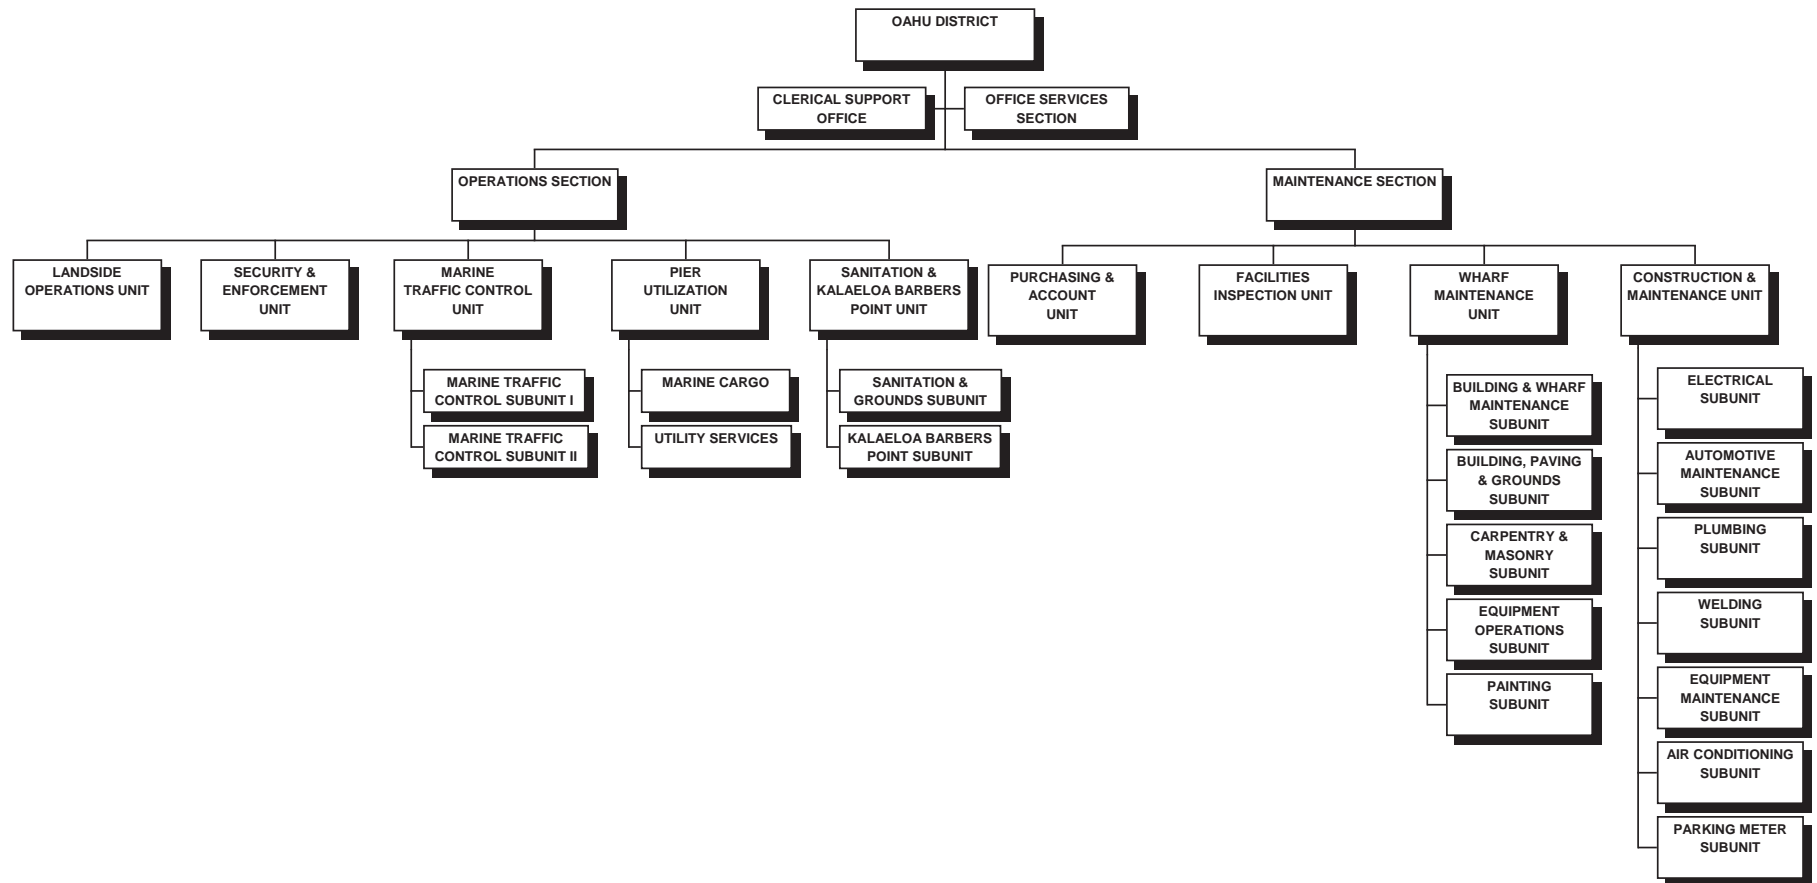 OAHU DISTRICT
CLERICAL SUPPORT
OFFICE
OFFICE SERVICES
SECTION
OPERATIONS SECTION
MAINTENANCE SECTION
LANDSIDE
OPERATIONS UNIT
SECURITY &
ENFORCEMENT
UNIT
MARINE
TRAFFIC CONTROL
UNIT
PIER
UTILIZATION
UNIT
SANITATION &
KALAELOA BARBERS
POINT UNIT
PURCHASING &
ACCOUNT
UNIT
FACILITIES
INSPECTION UNIT
WHARF
MAINTENANCE
UNIT
CONSTRUCTION &
MAINTENANCE UNIT
MARINE TRAFFIC
CONTROL SUBUNIT I
MARINE TRAFFIC
CONTROL SUBUNIT II
MARINE CARGO
UTILITY SERVICES
SANITATION &
GROUNDS SUBUNIT
KALAELOA BARBERS
POINT SUBUNIT
BUILDING & WHARF
MAINTENANCE
SUBUNIT
BUILDING, PAVING
& GROUNDS
SUBUNIT
CARPENTRY &
MASONRY
SUBUNIT
EQUIPMENT
OPERATIONS
SUBUNIT
PAINTING
SUBUNIT
ELECTRICAL
SUBUNIT
AUTOMOTIVE
MAINTENANCE
SUBUNIT
PLUMBING
SUBUNIT
WELDING
SUBUNIT
EQUIPMENT
MAINTENANCE
SUBUNIT
AIR CONDITIONING
SUBUNIT
PARKING METER
SUBUNIT